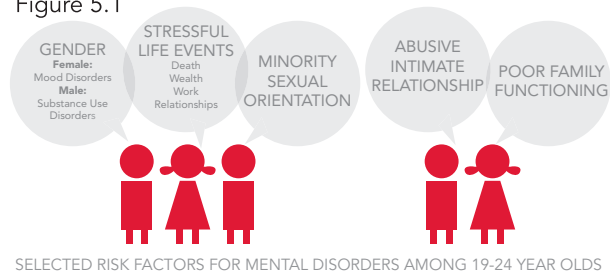 Figure 5.1
GENDER
Female:
Mood Disorders
Male:
Substance Use
Disorders
STRESSFUL
LIFE EVENTS
Death
Wealth
Work
Relationships
MINORITY
SEXUAL
ORIENTATION
ABUSIVE
INTIMATE
RELATIONSHIP
POOR FAMILY
FUNCTIONING
SELECTED RISK FACTORS FOR MENTAL DISORDERS AMONG 19-24 YEAR OLDS